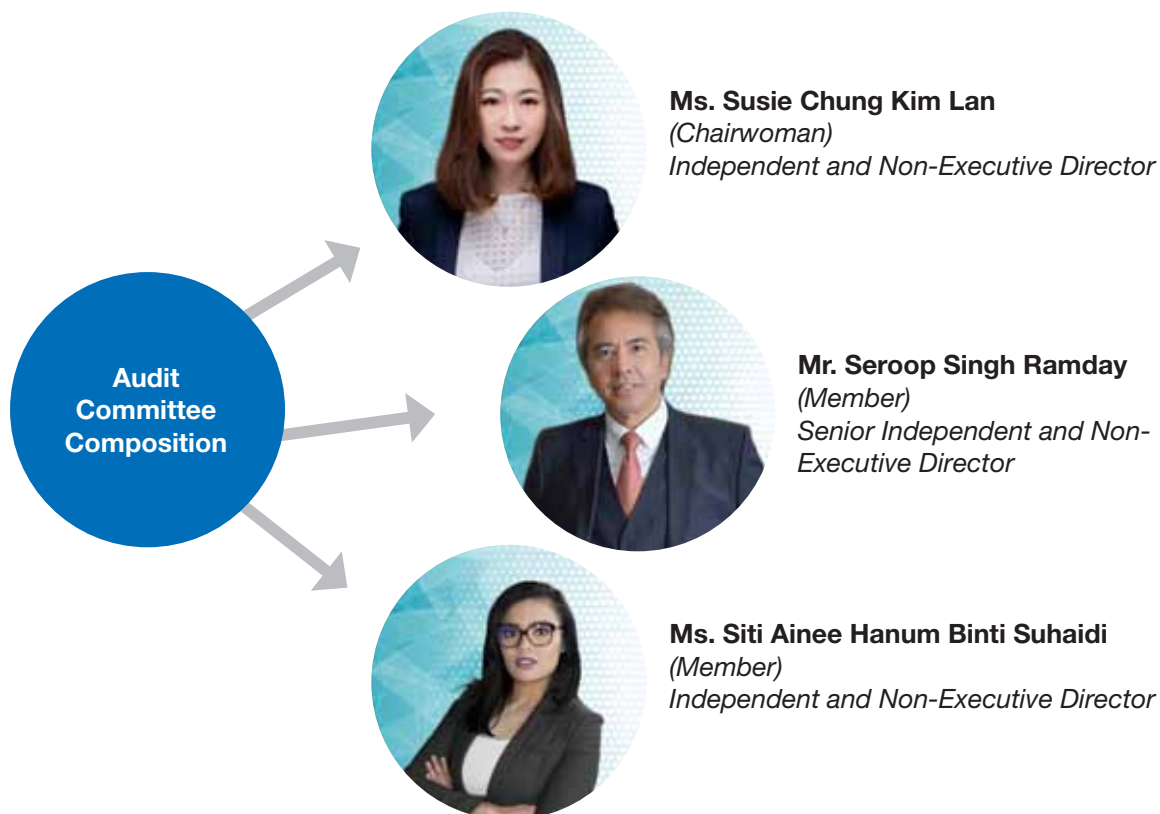 Ms. Susie Chung Kim Lan
(Chairwoman)
Independent and Non-Executive Director
Audit
Committee
Composition
Mr. Seroop Singh Ramday
(Member)
Senior Independent and Non-
Executive Director
Ms. Siti Ainee Hanum Binti Suhaidi
(Member)
Independent and Non-Executive Director